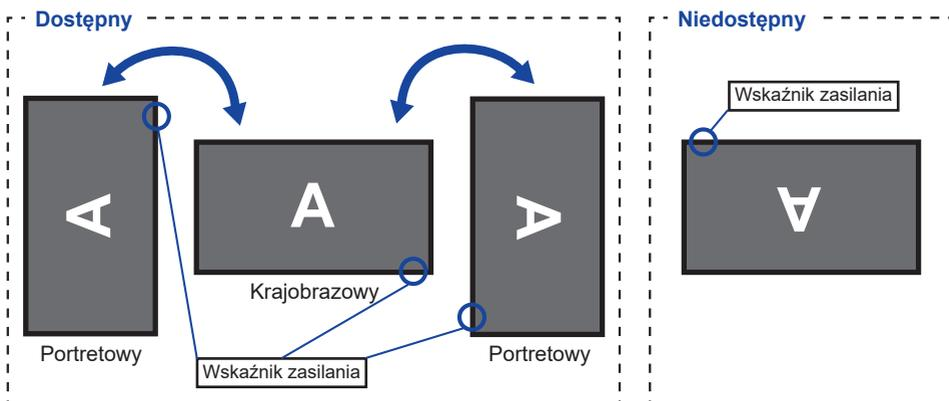 Dostępny
Niedostępny
Wskaźnik zasilania
A
A
A
A
Krajobrazowy
Portretowy
Portretowy
Wskaźnik zasilania